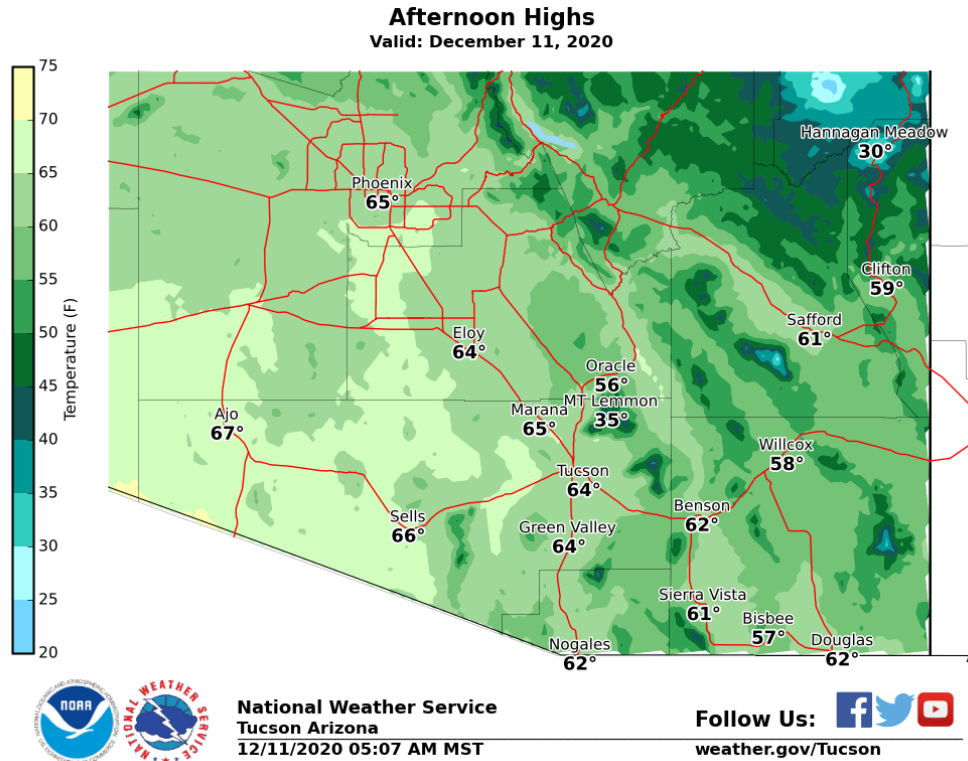 Afternoon Highs
Valid: December 11, 2020
75
70
65
60
55
50
45
40
35
30
25
20
Temperature (F)
Hannagan Meadow
30°
Phoenix
65°
Clifton
59°
Safford
61°
Eloy
64°
Oracle
56°
MT Lemmon
35°
Marana
65°
Ajo
67°
Willcox
58°
Tucson
64°
Benson
62°
Sells
66°
Green Valley
64°
Sierra Vista
61°
Bisbee
57°
Douglas
62°
Nogales
62°
NOAA
NATIONAL WEATHER SERVICE
National Weather Service
Tucson Arizona
12/11/2020 05:07 AM MST
Follow Us:
weather.gov/Tucson